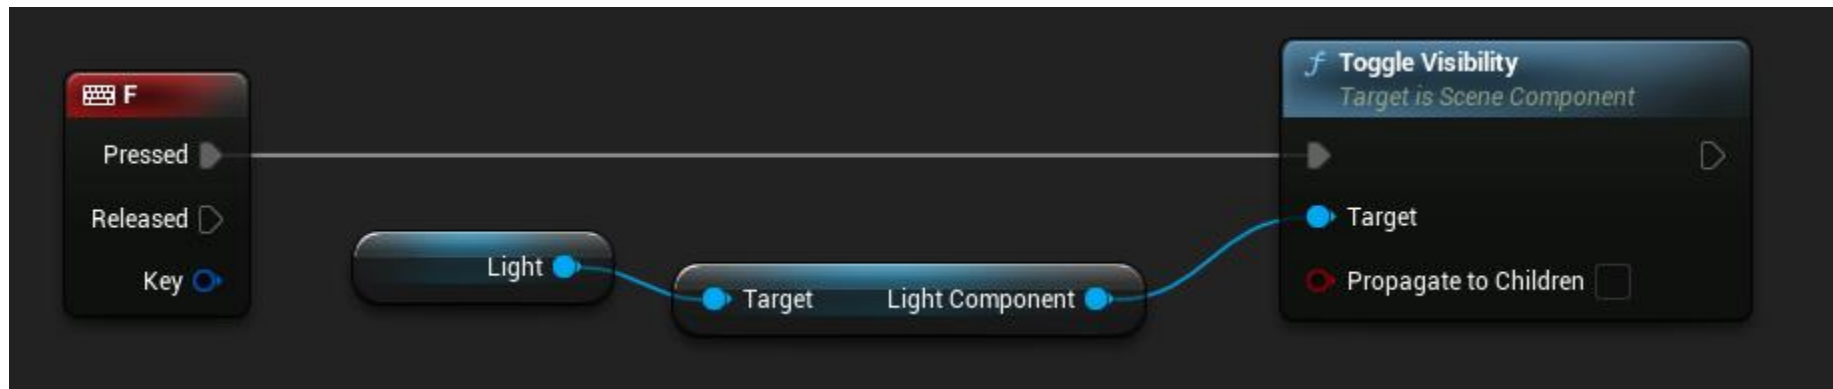 F
Pressed
Released
Key
Light
Target
Light Component
Toggle Visibility
Target is Scene Component
Target
Propagate to Children